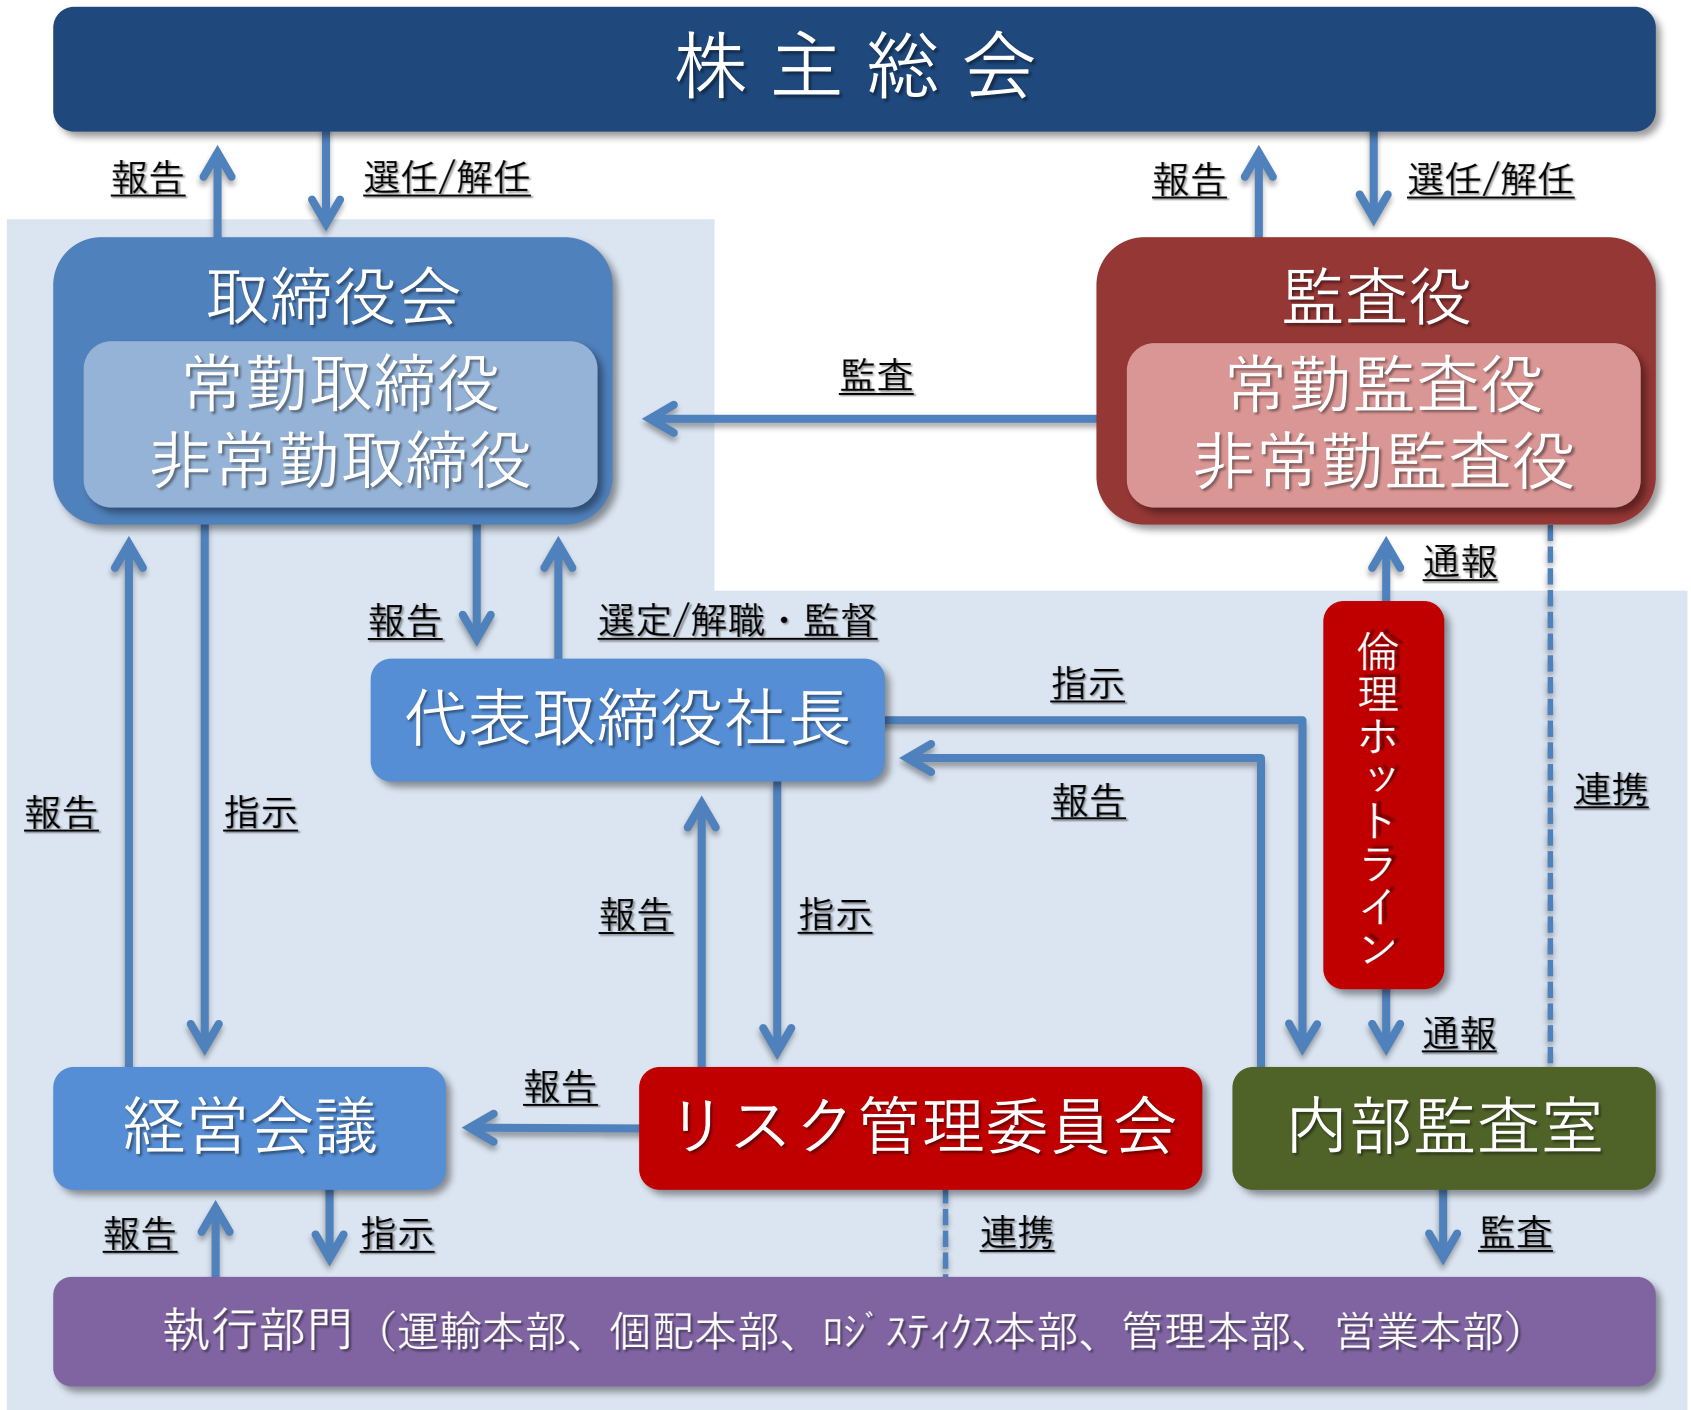 株主総会
報告
選任/解任
報告
選任/解任
取締役会
常勤取締役
非常勤取締役
監査
監査役
常勤監査役
非常勤監査役
報告
選定/解職・監督
通報
代表取締役社長
指示
報告
倫理ホットライン
連携
報告
指示
報告
指示
通報
経営会議
報告
リスク管理委員会
内部監査室
報告
指示
連携
監査
執行部門（運輸本部、個配本部、ﾛｼﾞｽﾃｨｸｽ本部、管理本部、営業本部）